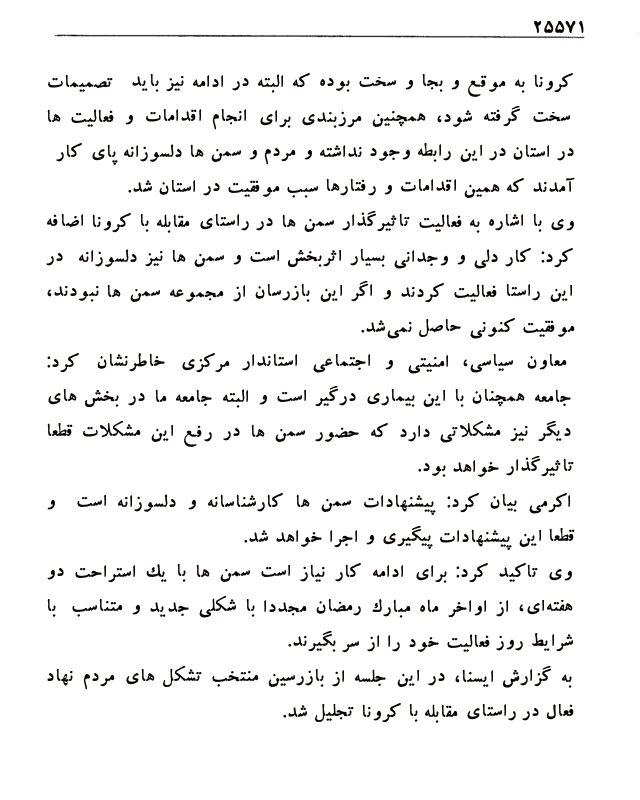 ۲۵۵۷۱
کرونا به موقع و بجا و سخت بوده که البته در ادامه نیز باید تصمیمات
سخت گرفته شود، همچنین مرزبندی برای انجام اقدامات و فعالیت ها
در استان در این رابطه وجود نداشته و مردم و سمن ها دلسوزانه پای کار
آمدند که همین اقدامات و رفتارها سبب موفقیت در استان شد.
وی با اشاره به فعالیت تاثیرگذار سمن ها در راستای مقابله با کرونا اضافه
کرد: کار دلی و وجدانی بسیار اثربخش است و سمن ها نیز دلسوزانه در
این راستا فعالیت کردند و اگر این بازرسان از مجموعه سمن ها نبودند،
موفقیت کنونی حاصل نمی‌شد.
معاون سیاسی، امنیتی و اجتماعی استاندار مرکزی خاطرنشان کرد:
جامعه همچنان با این بیماری درگیر است و البته جامعه ما در بخش های
دیگر نیز مشکلاتی دارد که حضور سمن ها در رفع این مشکلات قطعا
تاثیرگذار خواهد بود.
اکرمی بیان کرد: پیشنهادات سمن ها کارشناسانه و دلسوزانه است و
قطعا این پیشنهادات پیگیری و اجرا خواهد شد.
وی تاکید کرد: برای ادامه کار نیاز است سمن ها با یك استراحت دو
هفته‌ای، از اواخر ماه مبارك رمضان مجددا با شکلی جدید و متناسب با
شرایط روز فعالیت خود را از سر بگیرند.
به گزارش ایسنا، در این جلسه از بازرسین منتخب تشکل های مردم نهاد
فعال در راستای مقابله با کرونا تجلیل شد.